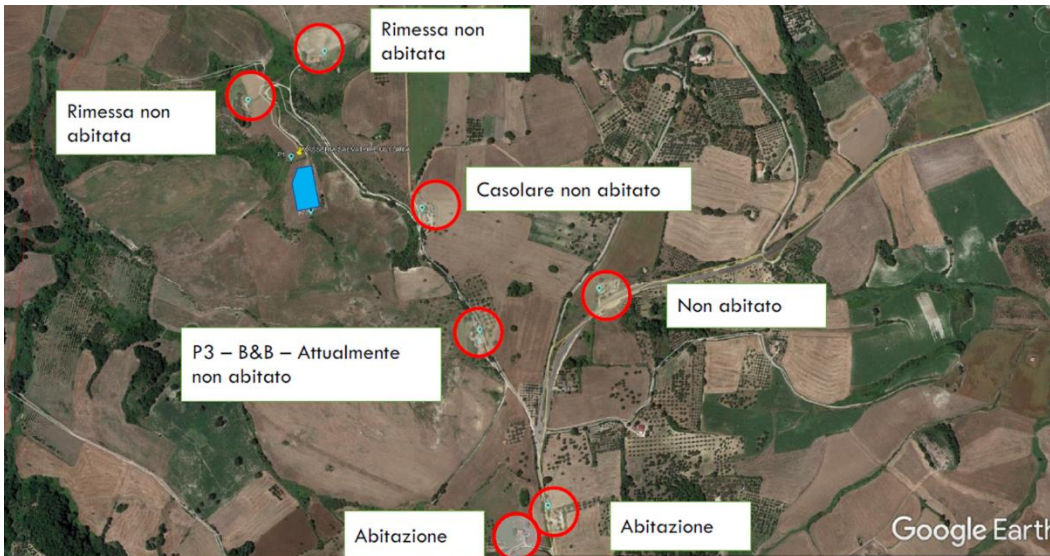 Rimessa non
abitata
Rimessa non
abitata
Casolare non abitato
Non abitato
P3 – B&B – Attualmente
non abitato
Abitazione
Abitazione
Google Earth